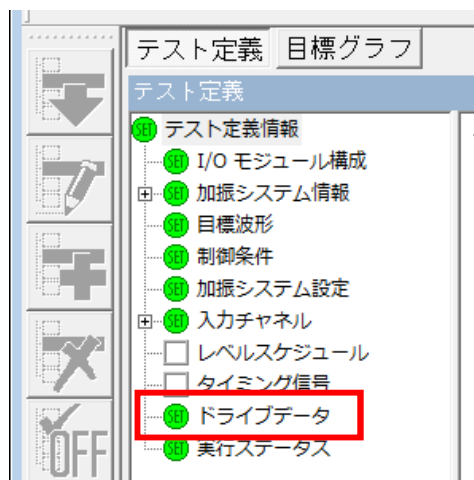 テスト定義 目標グラフ
テスト定義
SET テスト定義情報
SET I/O モジュール構成
SET 加振システム情報
SET 目標波形
SET 制御条件
SET 加振システム設定
SET 入力チャネル
レベルスケジュール
タイミング信号
SET ドライブデータ
SET 実行ステータス
OFF